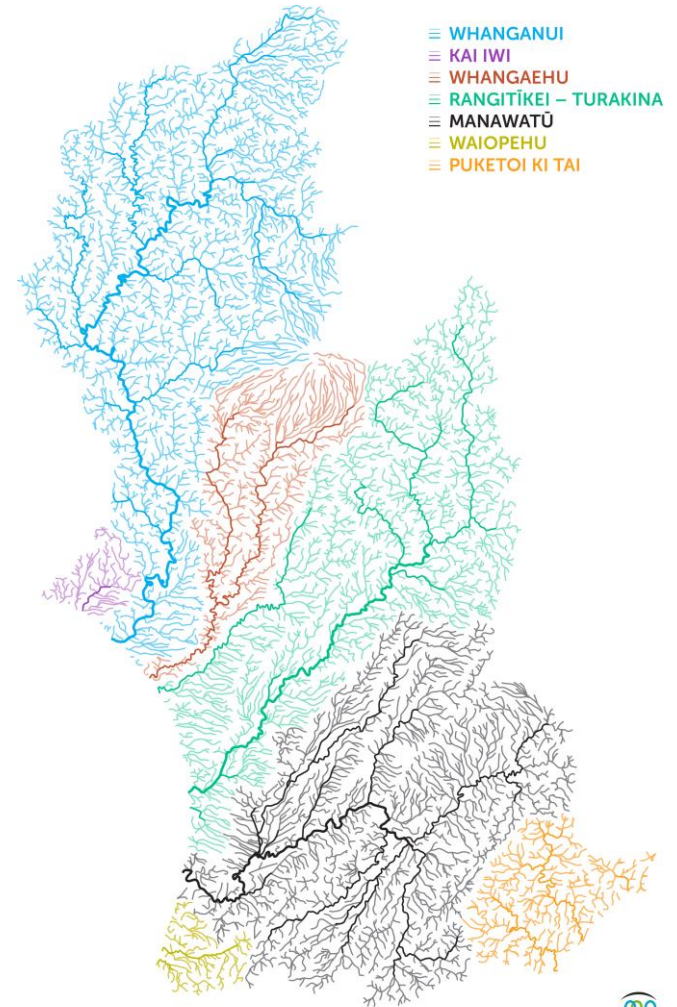 WHANGANUI
KAI IWI
WHANGAEHU
RANGITĪKEI – TURAKINA
MANAWATŪ
WAIOPEHU
PUKETOI KI TAI